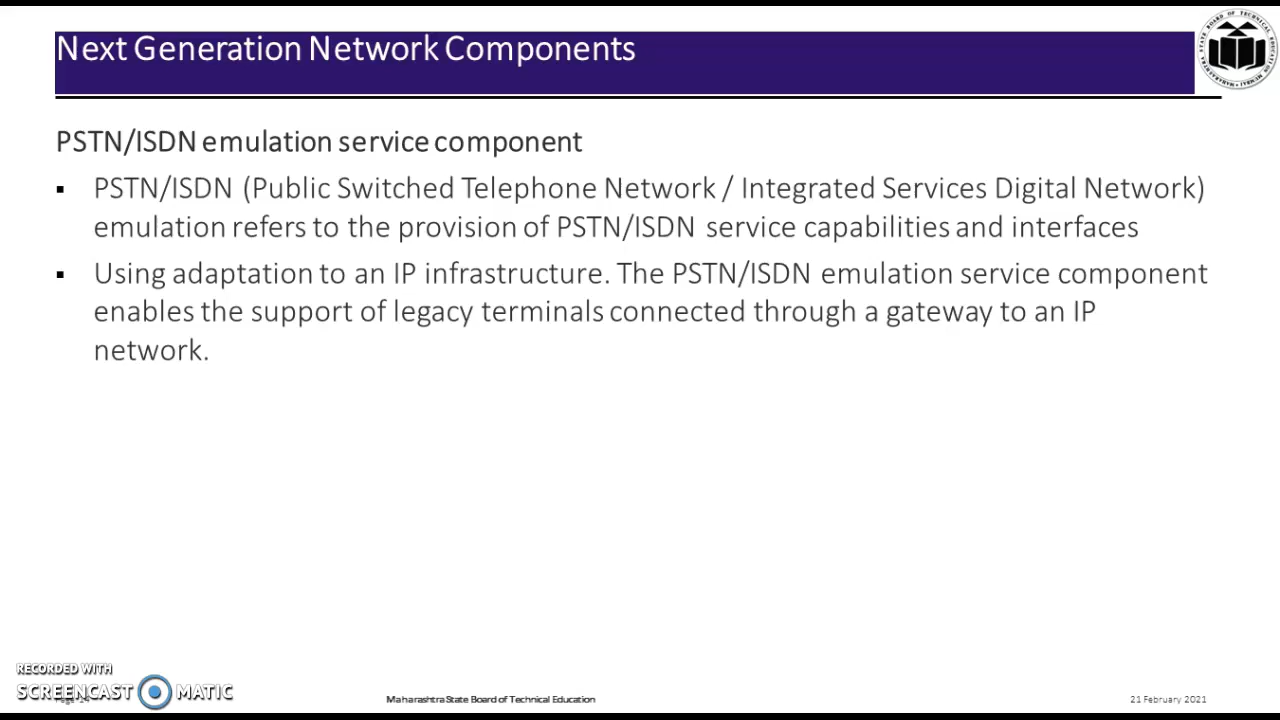 Next Generation Network Components
PSTN/ISDN emulation service component
▪ PSTN/ISDN (Public Switched Telephone Network / Integrated Services Digital Network)
emulation refers to the provision of PSTN/ISDN service capabilities and interfaces
▪ Using adaptation to an IP infrastructure. The PSTN/ISDN emulation service component
enables the support of legacy terminals connected through a gateway to an IP
network.
RECORDED WITH
SCREENCAST MATIC
Maharashtra State Board of Technical Education
21 February 2021